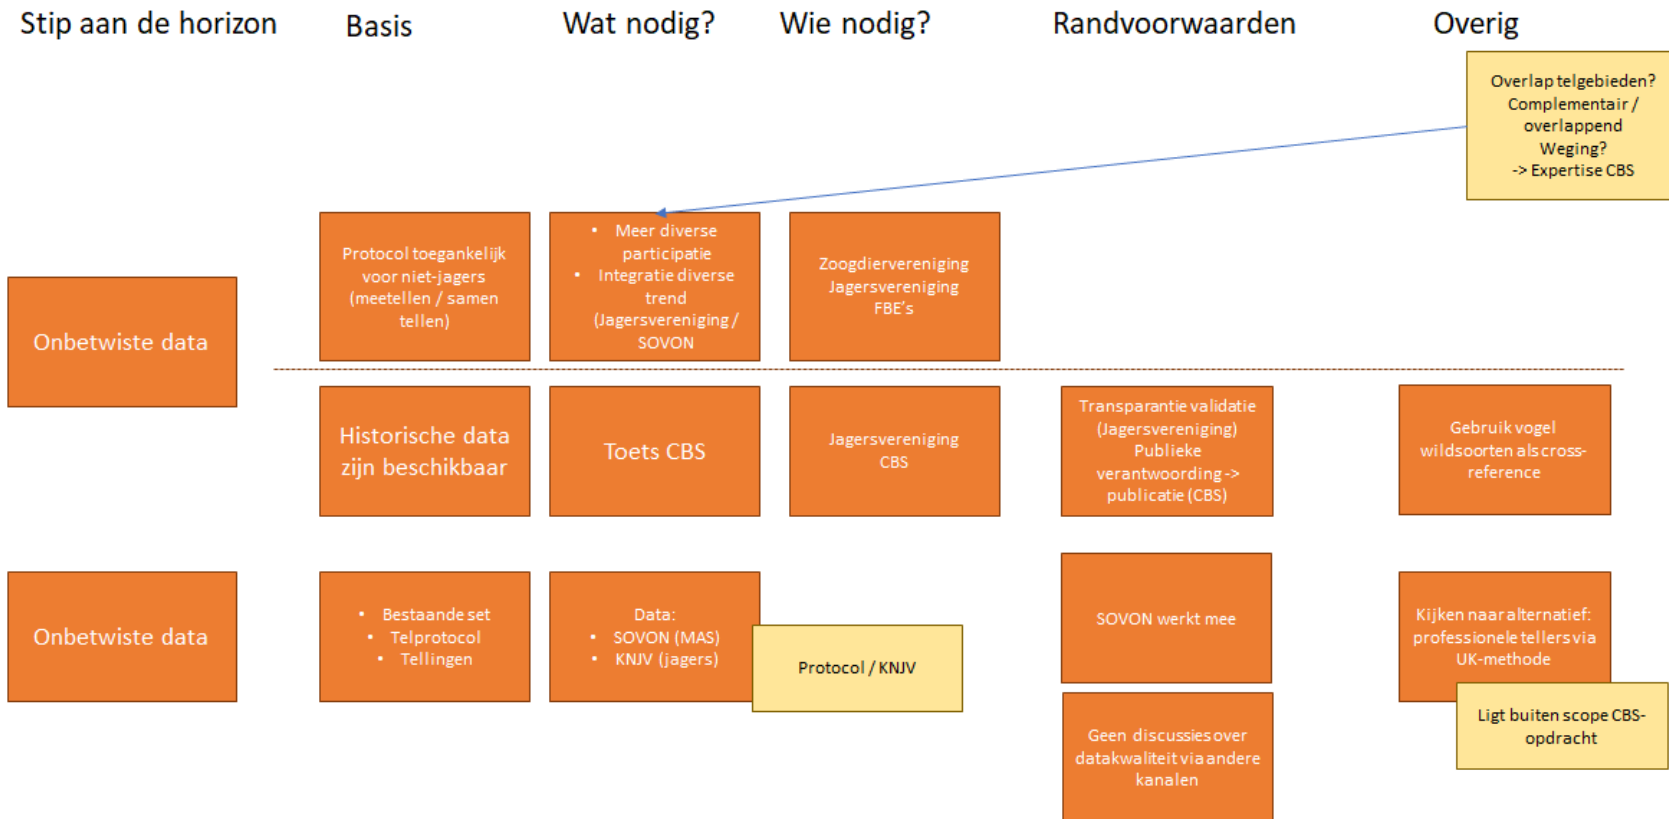 Stip aan de horizon
Basis
Wat nodig?
Wie nodig?
Randvoorwaarden
Overig
Overlap telgebieden?
Complementair /
overlappend
Weging?
-> Expertise CBS
Onbetwiste data
Protocol toegankelijk
voor niet-jagers
(meetellen / samen
tellen)
• Meer diverse
participatie
• Integratie diverse
trend
(Jagersvereniging /
SOVON
Zoogdiervereniging
Jagersvereniging
FBE's
Historische data
zijn beschikbaar
Toets CBS
Jagersvereniging
CBS
Transparantie validatie
(Jagersvereniging)
Publieke
verantwoording ->
publicatie (CBS)
Gebruik vogel
wildsoorten als cross-
reference
Onbetwiste data
• Bestaande set
• Telprotocol
• Tellingen
Data:
• SOVON (MAS)
• KNJV (jagers)
Protocol / KNJV
SOVON werkt mee
Kijken naar alternatief:
professionele tellers via
UK-methode
Ligt buiten scope CBS-
opdracht
Geen discussies over
datakwaliteit via andere
kanalen